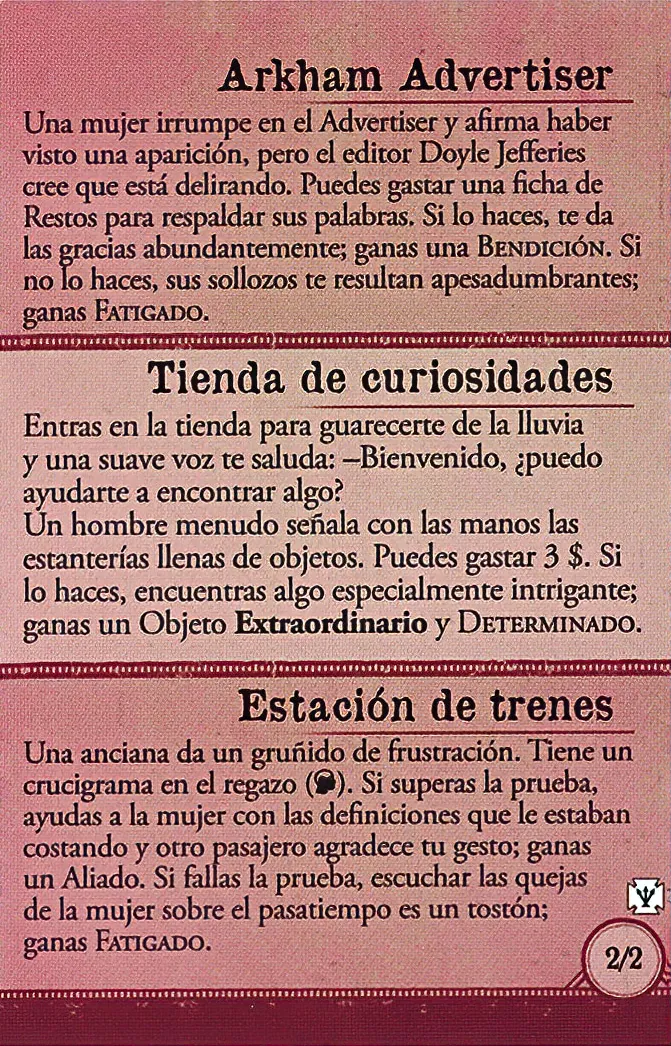 Arkham Advertiser
Una mujer irrumpe en el Advertiser y afirma haber
visto una aparición, pero el editor Doyle Jefferies
cree que está delirando. Puedes gastar una ficha de
Restos para respaldar sus palabras. Si lo haces, te da
las gracias abundantemente; ganas una BENDICIÓN. Si
no lo haces, sus sollozos te resultan apesadumbrantes;
ganas FATIGADO.
Tienda de curiosidades
Entras en la tienda para guarecerte de la lluvia
y una suave voz te saluda: –Bienvenido, ¿puedo
ayudarte a encontrar algo?
Un hombre menudo señala con las manos las
estanterías llenas de objetos. Puedes gastar 3 $. Si
lo haces, encuentras algo especialmente intrigante;
ganas un Objeto Extraordinario y DETERMINADO.
Estación de trenes
Una anciana da un gruñido de frustración. Tiene un
crucigrama en el regazo (). Si superas la prueba,
ayudas a la mujer con las definiciones que le estaban
costando y otro pasajero agradece tu gesto; ganas
un Aliado. Si fallas la prueba, escuchar las quejas
de la mujer sobre el pasatiempo es un tostón;
ganas FATIGADO.
2/2